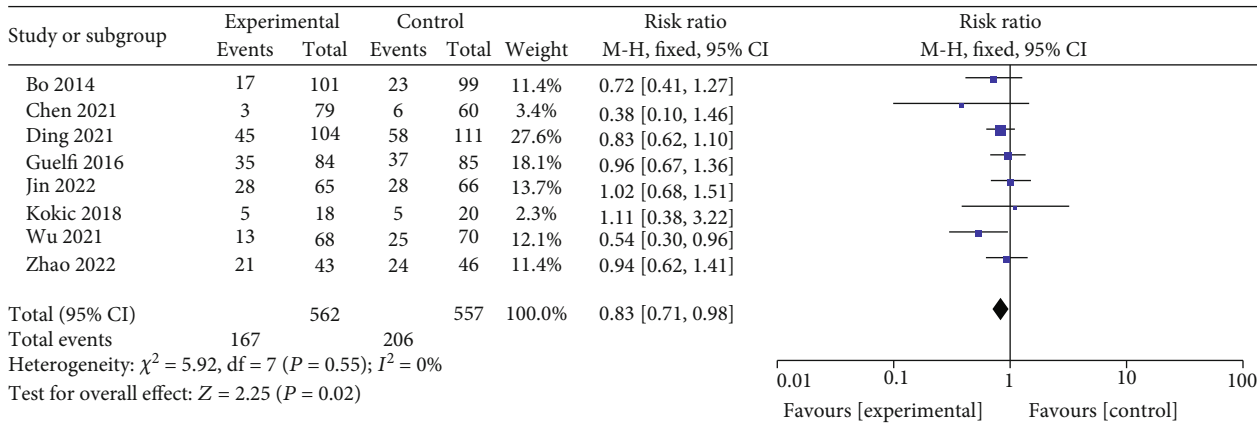 Study or subgroup Experimental Control Weight Risk ratio Risk ratio
Events Total Events Total M-H, fixed, 95% CI M-H, fixed, 95% CI
Bo 2014 17 101 23 99 11.4% 0.72 [0.41, 1.27]
Chen 2021 3 79 6 60 3.4% 0.38 [0.10, 1.46]
Ding 2021 45 104 58 111 27.6% 0.83 [0.62, 1.10]
Guelfi 2016 35 84 37 85 18.1% 0.96 [0.67, 1.36]
Jin 2022 28 65 28 66 13.7% 1.02 [0.68, 1.51]
Kokic 2018 5 18 5 20 2.3% 1.11 [0.38, 3.22]
Wu 2021 13 68 25 70 12.1% 0.54 [0.30, 0.96]
Zhao 2022 21 43 24 46 11.4% 0.94 [0.62, 1.41]
Total (95% CI) 562 557 100.0% 0.83 [0.71, 0.98]
Total events 167 206
Heterogeneity: χ² = 5.92, df = 7 (P = 0.55); I² = 0%
Test for overall effect: Z = 2.25 (P = 0.02)
0.01 0.1 1 10 100
Favours [experimental] Favours [control]